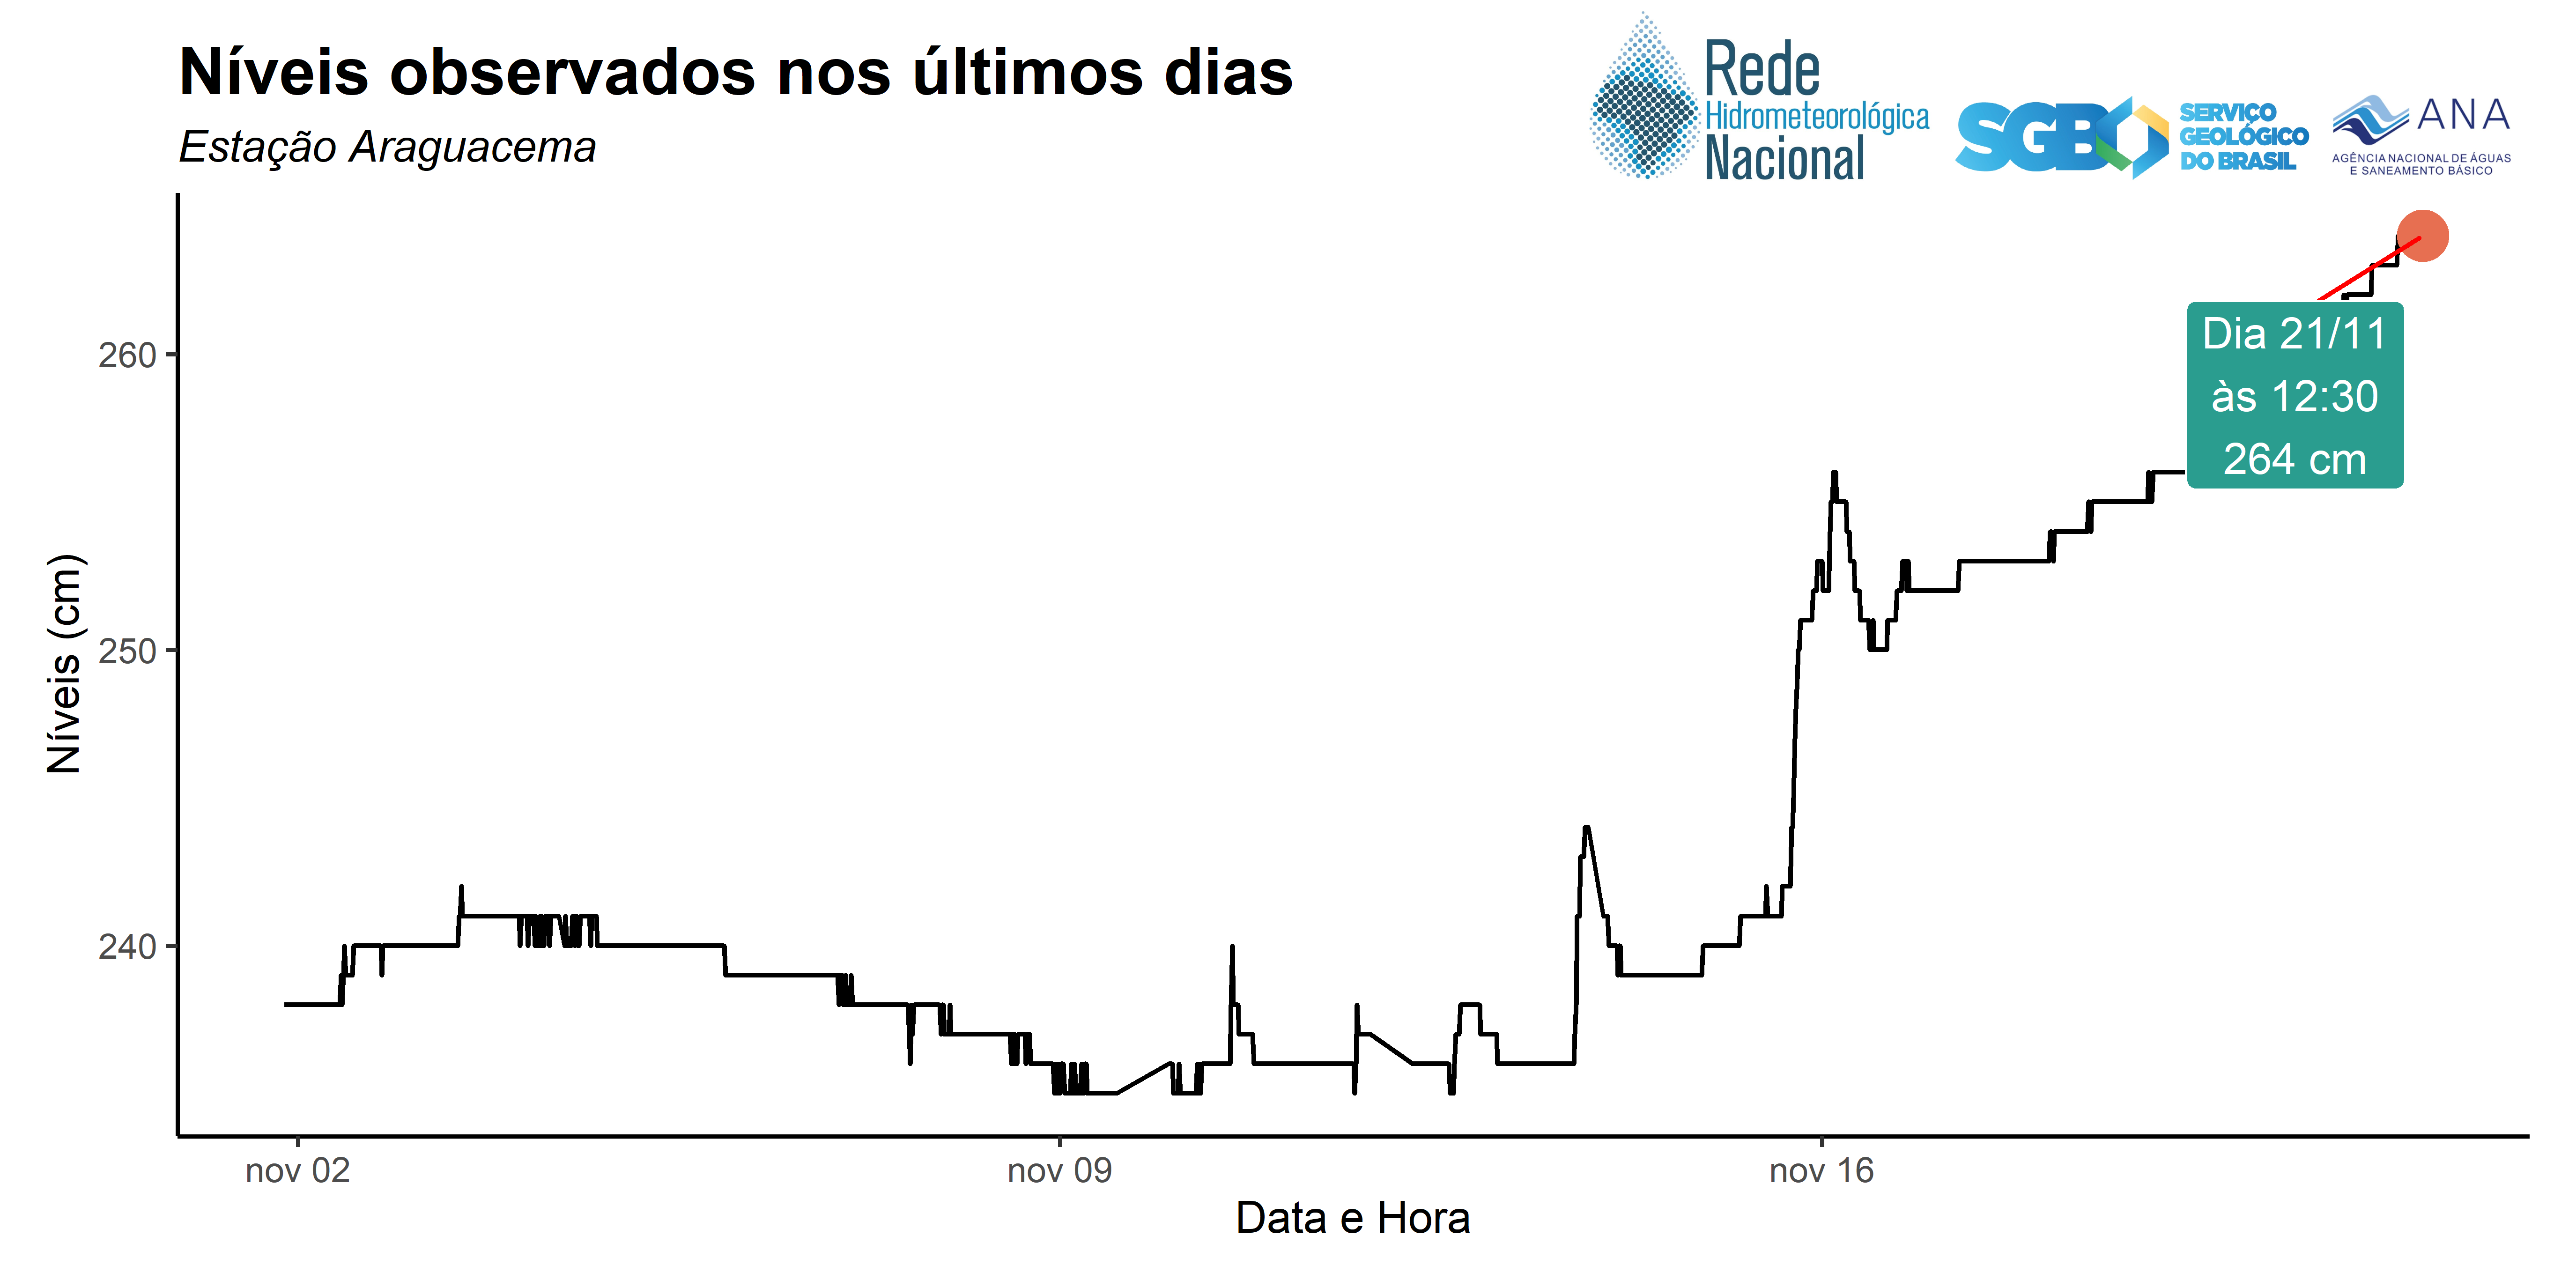 Níveis observados nos últimos dias
Estação Araguacema
Rede
Hidrometeorológica
Nacional
SGB
SERVIÇO
GEOLÓGICO
DO BRASIL
ANA
AGÊNCIA NACIONAL DE ÁGUAS
E SANEAMENTO BÁSICO
Níveis (cm)
260
250
240
Dia 21/11
às 12:30
264 cm
nov 02
nov 09
nov 16
Data e Hora